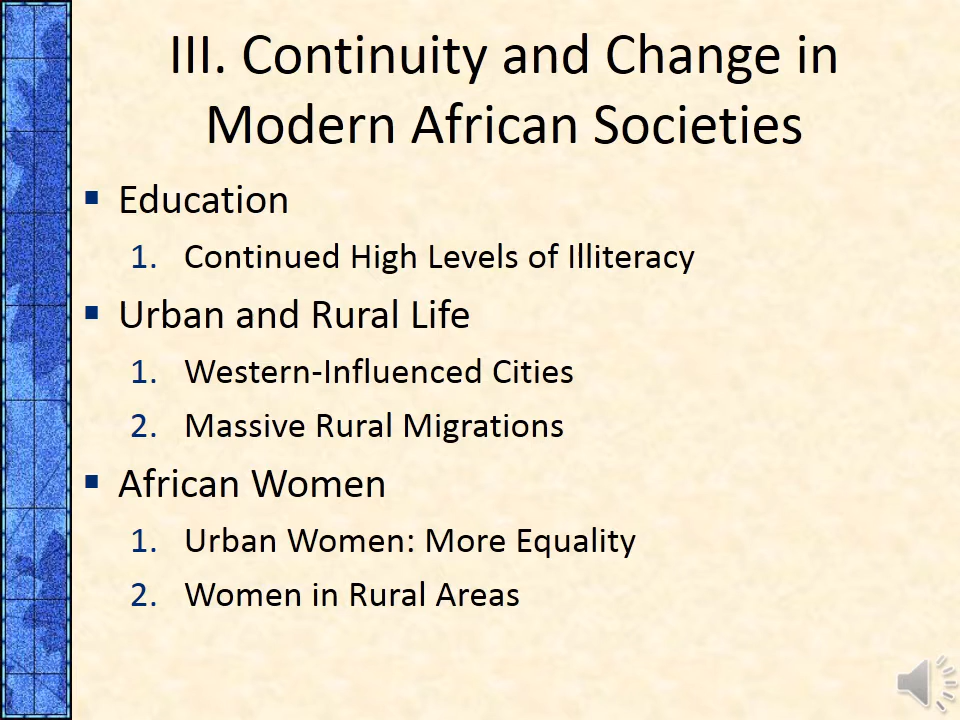 III. Continuity and Change in
Modern African Societies
▪ Education
1. Continued High Levels of Illiteracy
▪ Urban and Rural Life
1. Western-Influenced Cities
2. Massive Rural Migrations
▪ African Women
1. Urban Women: More Equality
2. Women in Rural Areas